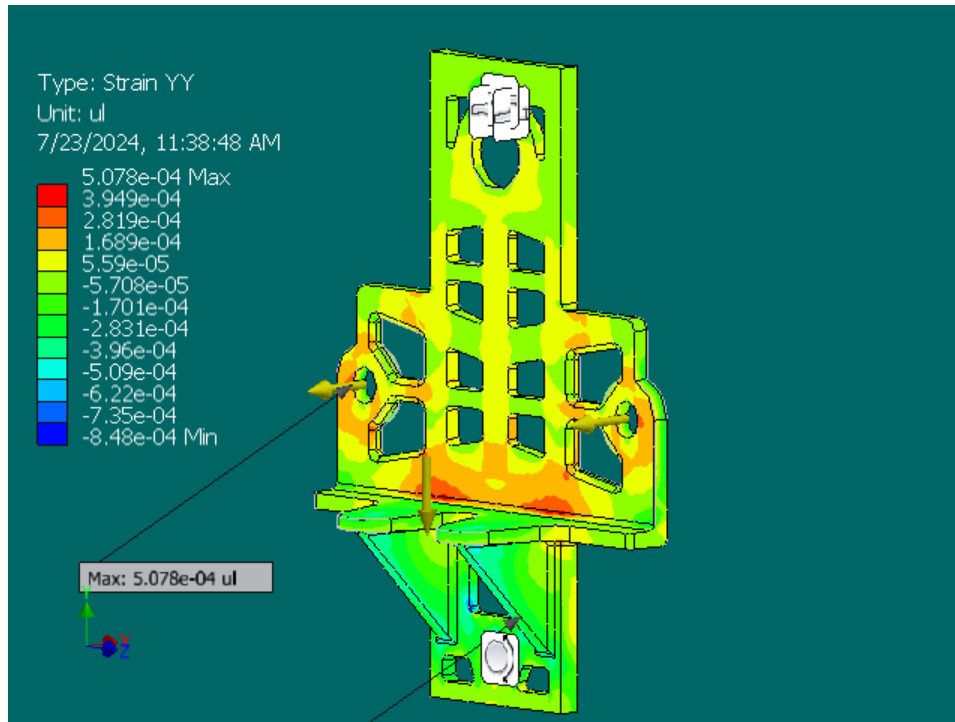 Type: Strain YY
Unit: ul
7/23/2024, 11:38:48 AM
5.078e-04 Max
3.949e-04
2.819e-04
1.689e-04
5.59e-05
-5.708e-05
-1.701e-04
-2.831e-04
-3.96e-04
-5.09e-04
-6.22e-04
-7.35e-04
-8.48e-04 Min
Max: 5.078e-04 ul
Y
X
Z